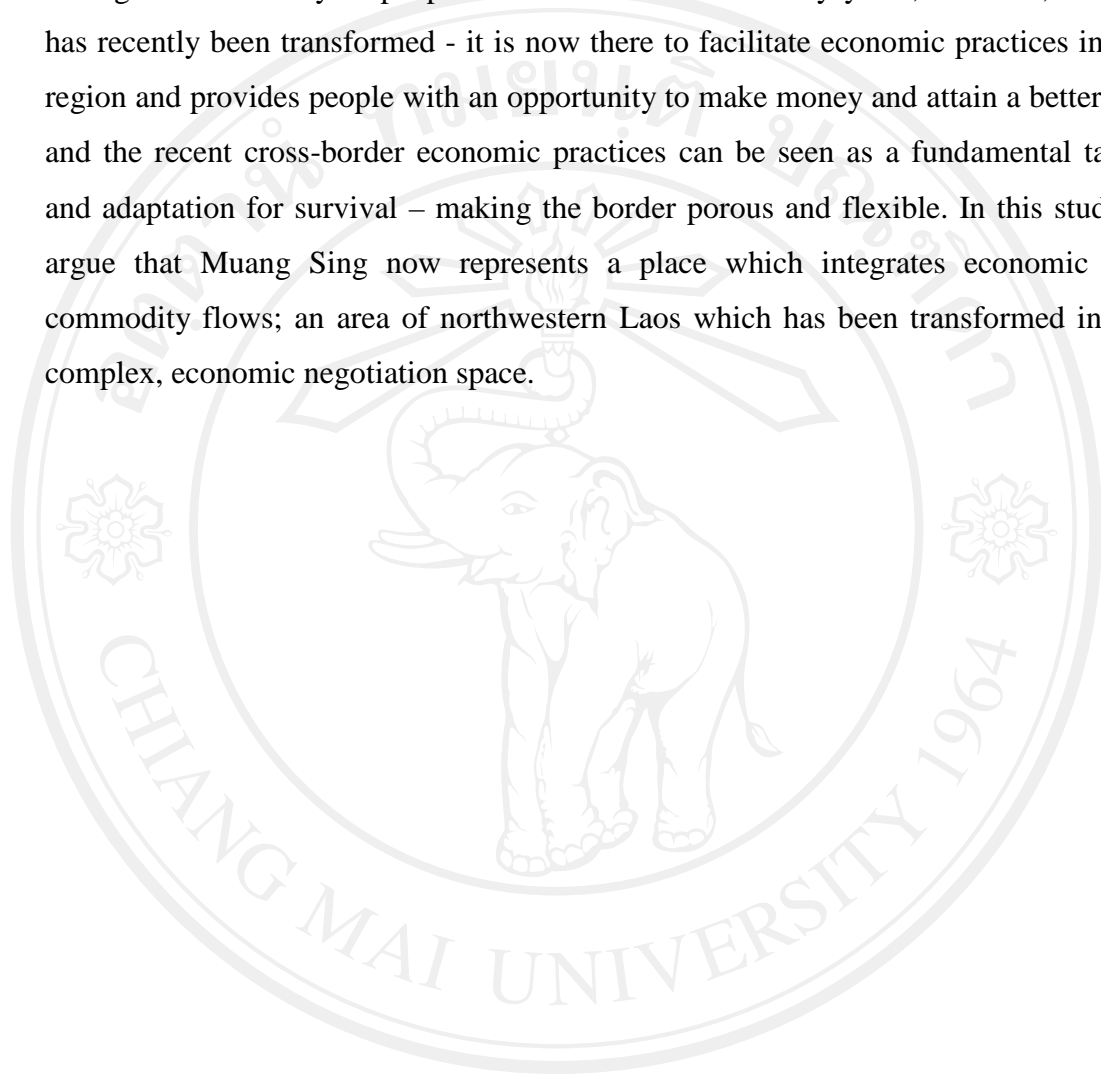 has recently been transformed - it is now there to facilitate economic practices in
region and provides people with an opportunity to make money and attain a better
and the recent cross-border economic practices can be seen as a fundamental ta
and adaptation for survival – making the border porous and flexible. In this stud
argue that Muang Sing now represents a place which integrates economic
commodity flows; an area of northwestern Laos which has been transformed in
complex, economic negotiation space.
CHIANG MAI UNIVERSITY 1964